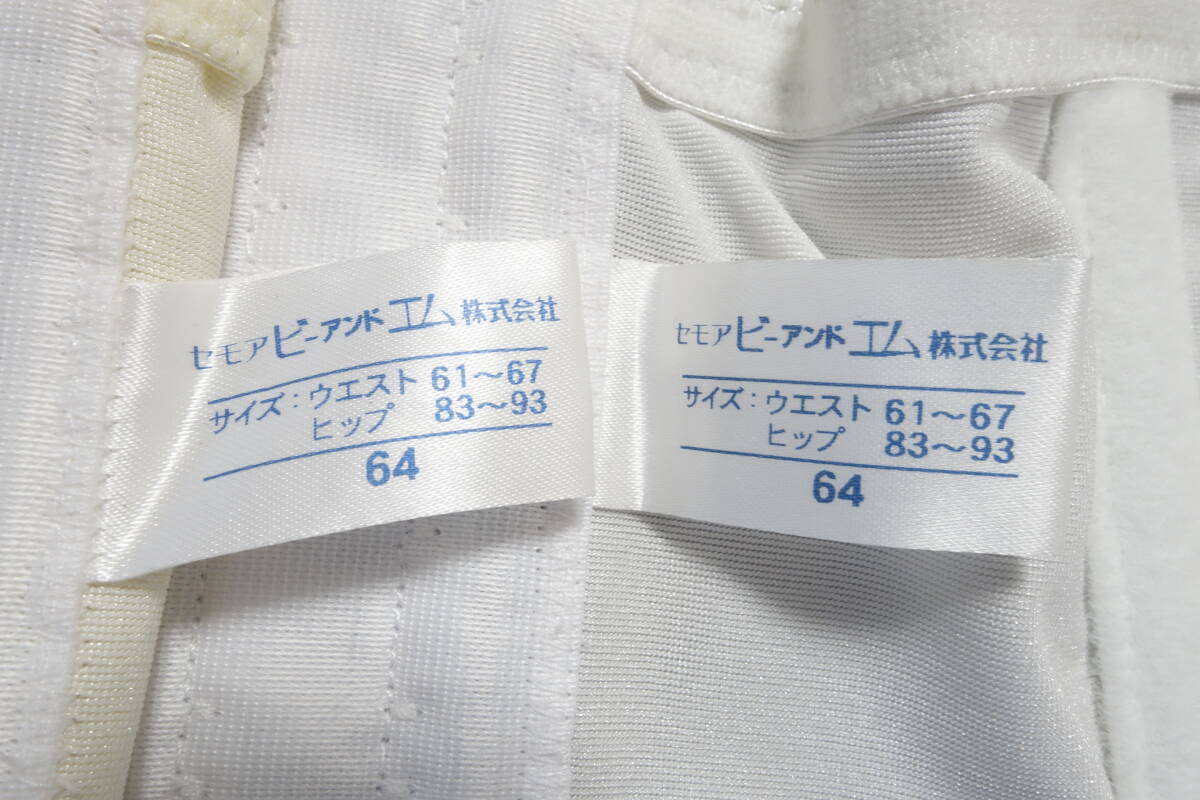 セモア ビーアンド エム 株式会社
サイズ：ウエスト 61〜67
ヒップ 83〜93
64
セモア ビーアンド エム 株式会社
サイズ：ウエスト 61〜67
ヒップ 83〜93
64